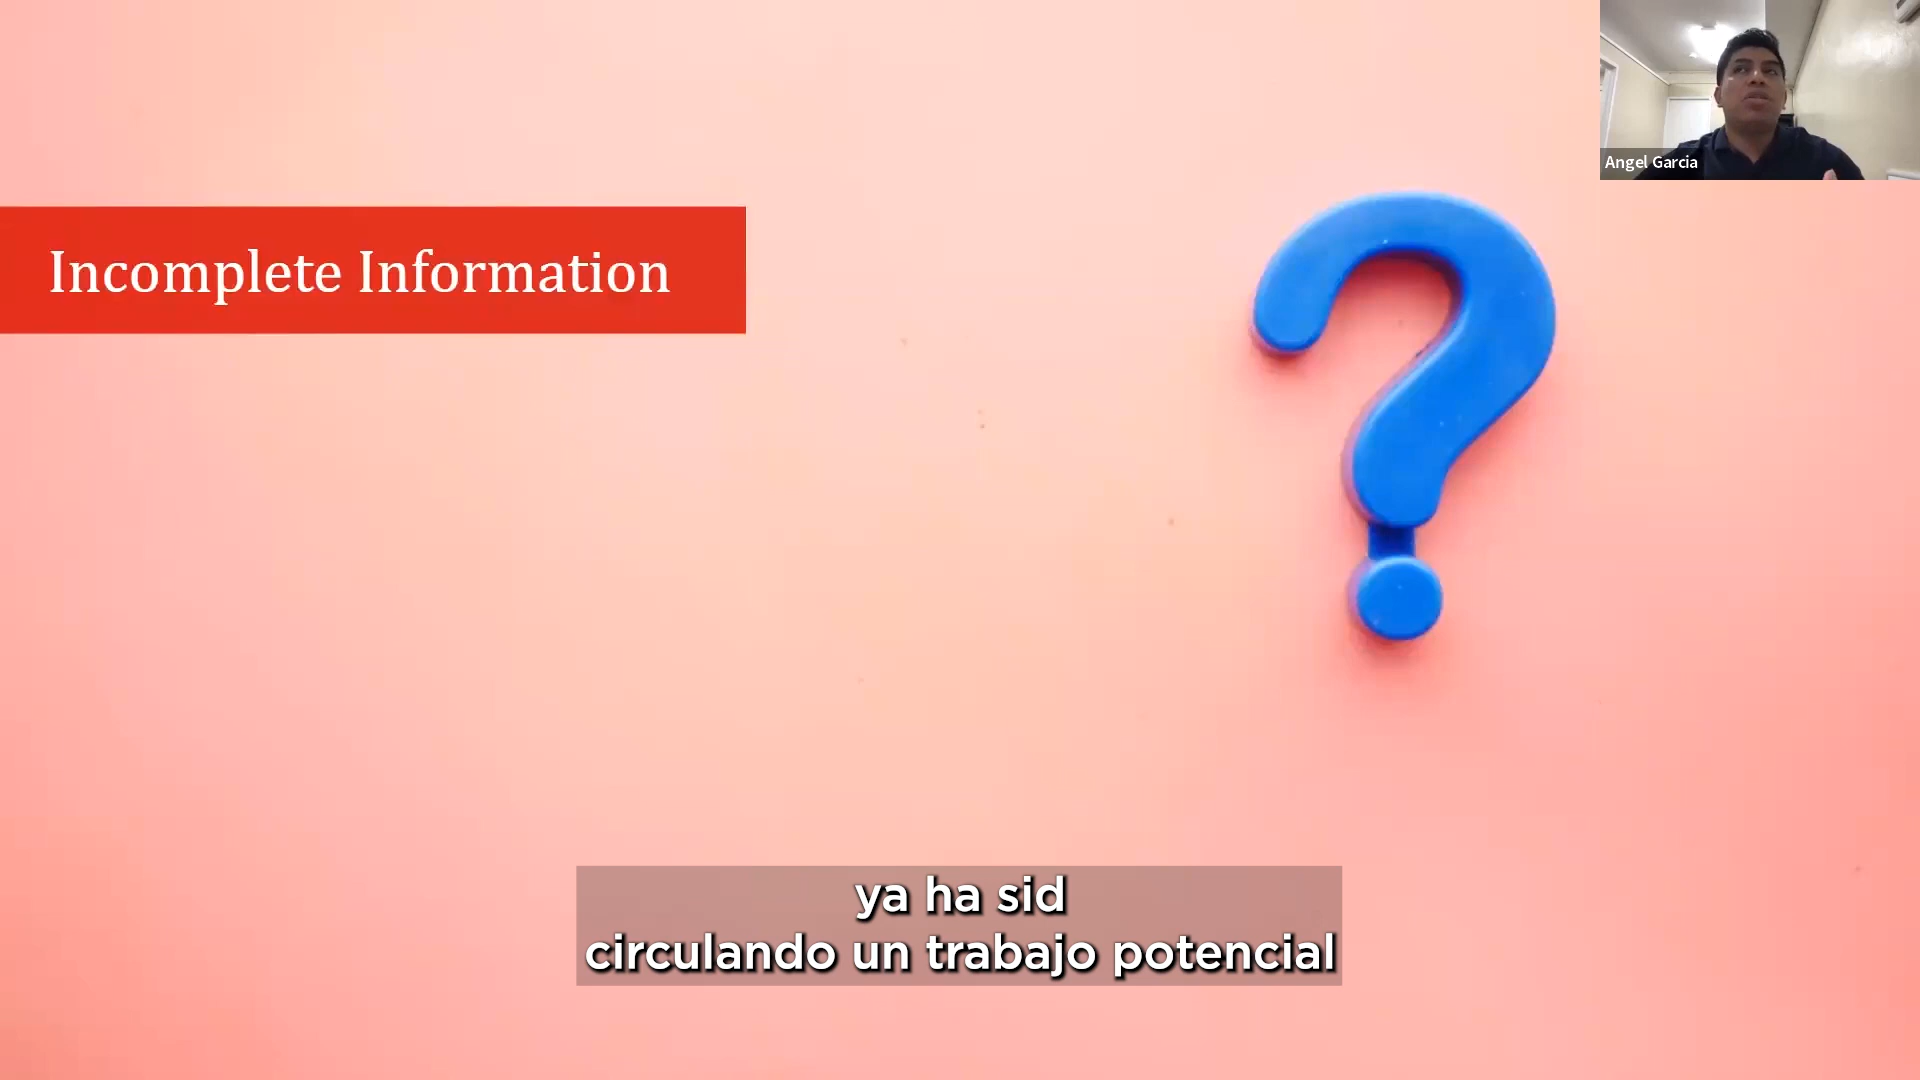 Incomplete Information
Angel Garcia
ya ha sid
circulando un trabajo potencial